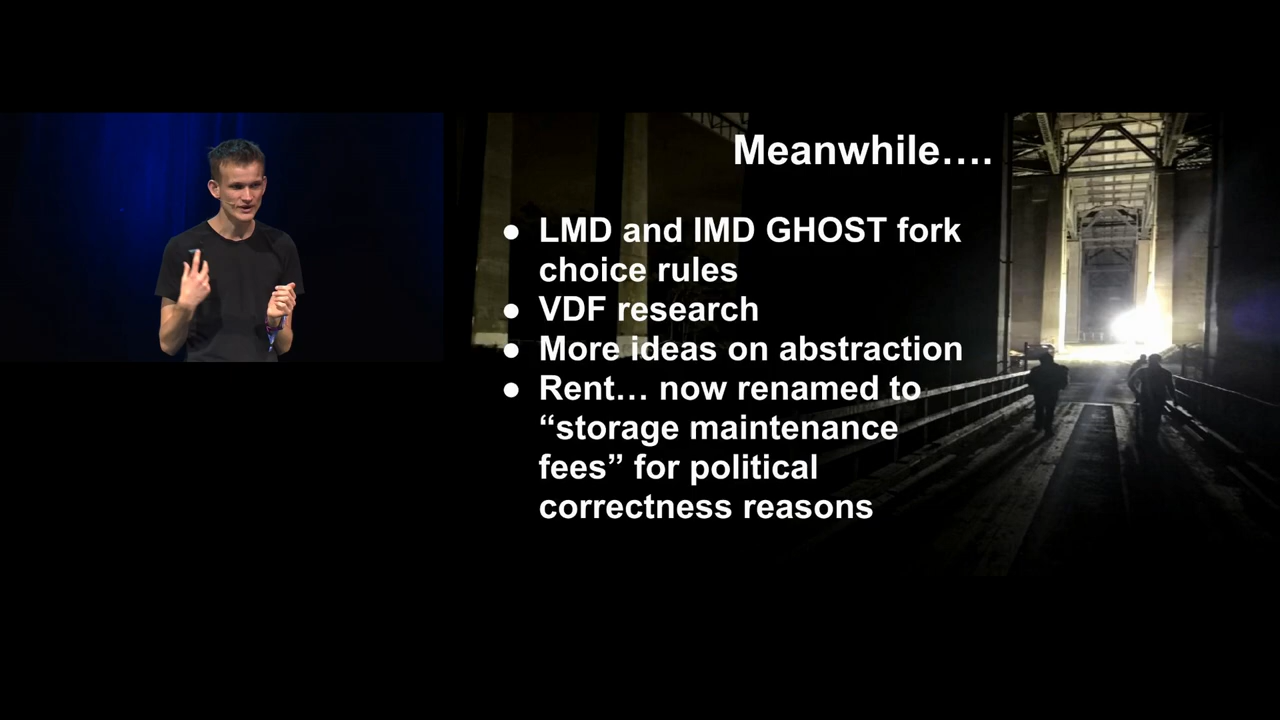 Meanwhile....
● LMD and IMD GHOST fork
choice rules
● VDF research
● More ideas on abstraction
● Rent... now renamed to
“storage maintenance
fees” for political
correctness reasons